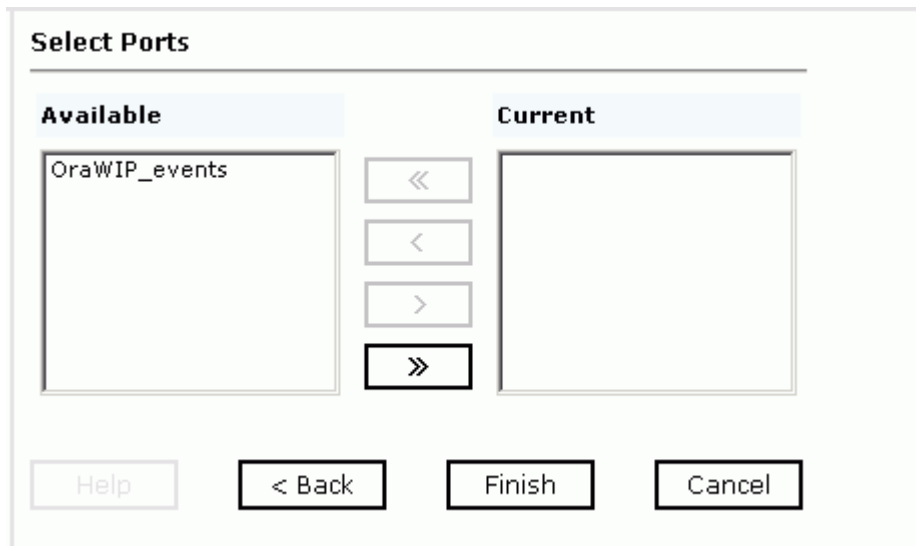 Select Ports
Available
Current
OraWIP_events
«
<
>
»
Help
< Back
Finish
Cancel